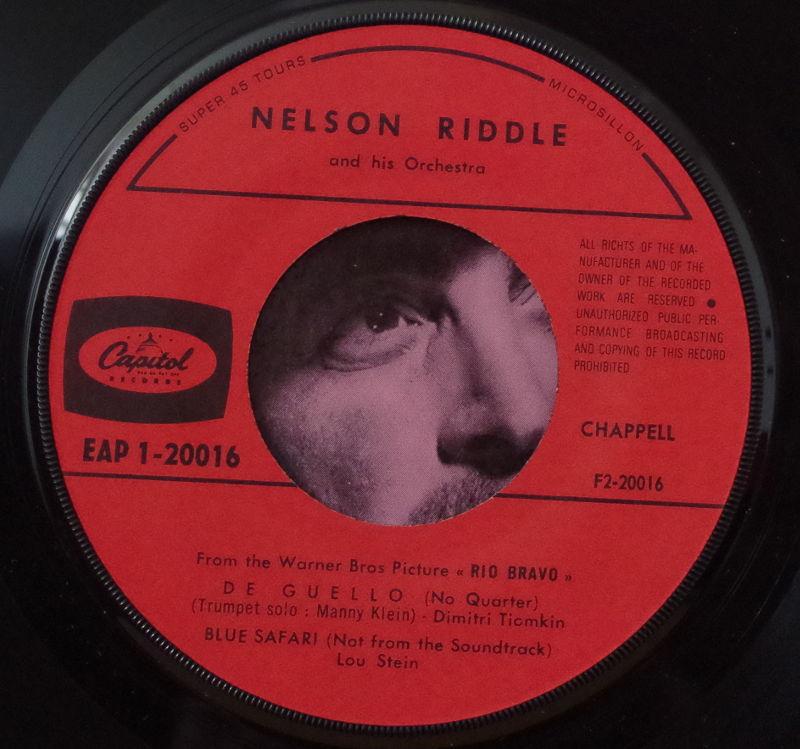 SUPER 45 TOURS
MICROSILLON
NELSON RIDDLE
and his Orchestra
ALL RIGHTS OF THE MA-
NUFACTURER AND OF THE
OWNER OF THE RECORDED
WORK ARE RESERVED ●
UNAUTHORIZED PUBLIC PER-
FORMANCE BROADCASTING
AND COPYING OF THIS RECORD
PROHIBITED
Capitol
RECORDS
EAP 1-20016
CHAPPELL
F2-20016
From the Warner Bros Picture « RIO BRAVO »
DE GUELLO (No Quarter)
(Trumpet solo : Manny Klein) - Dimitri Tiomkin
BLUE SAFARI (Not from the Soundtrack)
Lou Stein